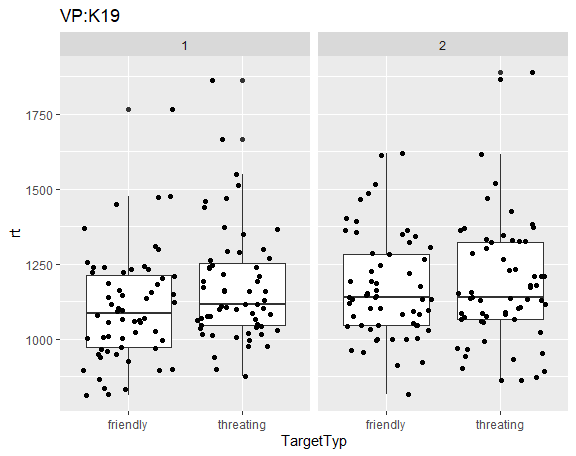 VP:K19
1 2
rt
1750
1500
1250
1000
friendly threating friendly threating
TargetTyp